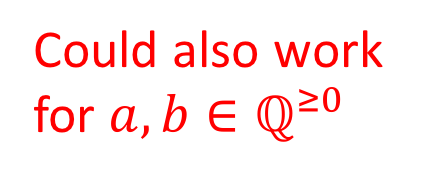 Could also work
for a, b ∈ ℚ≥0